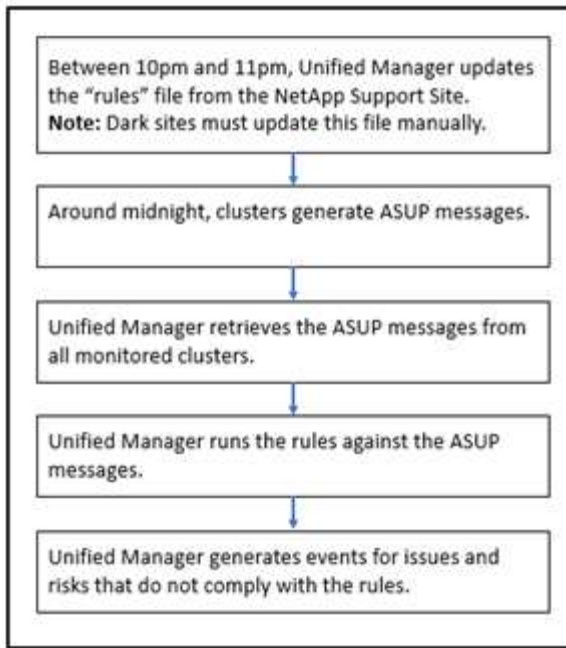 Between 10pm and 11pm, Unified Manager updates
the “rules” file from the NetApp Support Site.
Note: Dark sites must update this file manually.
Around midnight, clusters generate ASUP messages.
Unified Manager retrieves the ASUP messages from
all monitored clusters.
Unified Manager runs the rules against the ASUP
messages.
Unified Manager generates events for issues and
risks that do not comply with the rules.